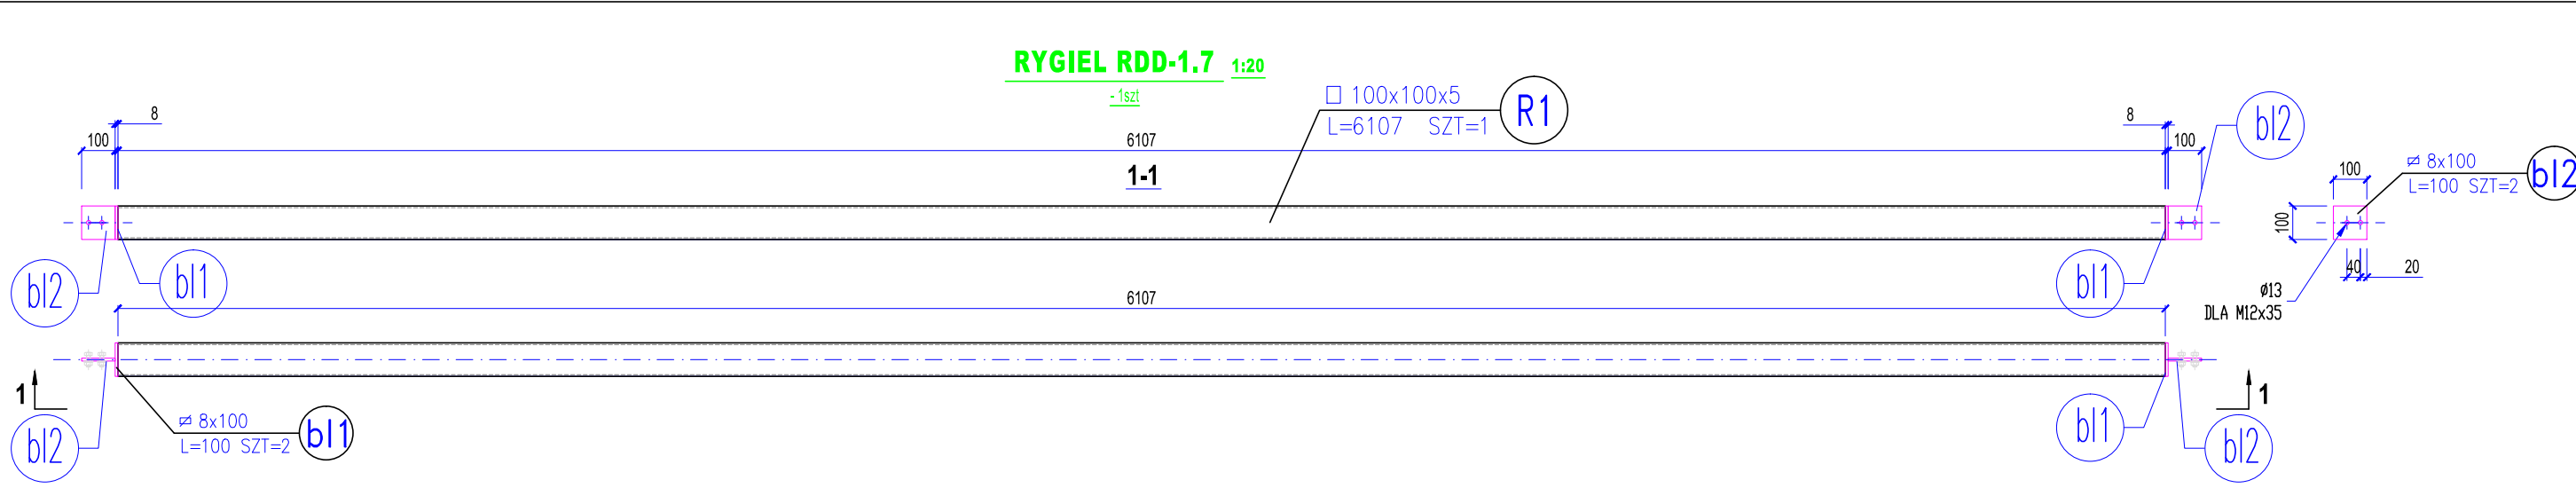 RYGIEL RDD-1.7 1:20
- 1szt
□ 100x100x5
L=6107 SZT=1
R1
8
100
6107
8
100
bl2
1-1
100
8x100
L=100 SZT=2
bl2
100
bl2
bl1
bl1
40
20
ø13
DLA M12x35
6107
1
1
8x100
L=100 SZT=2
bl1
bl2
bl1
bl2